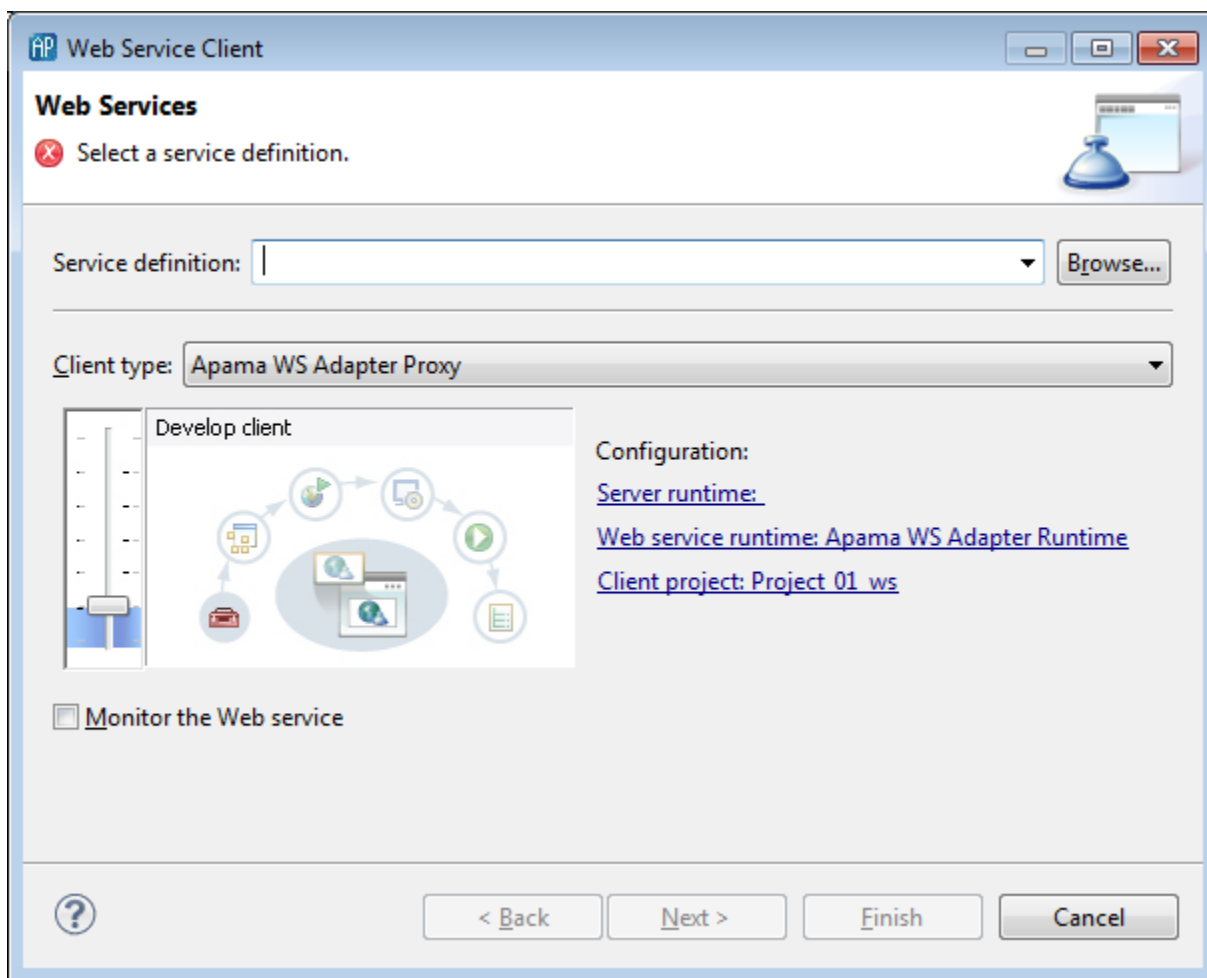 AP Web Service Client
Web Services
Select a service definition.
Service definition: Browse...
Client type: Apama WS Adapter Proxy
Develop client
Configuration:
Server runtime:
Web service runtime: Apama WS Adapter Runtime
Client project: Project_01_ws
Monitor the Web service
? < Back Next > Finish Cancel